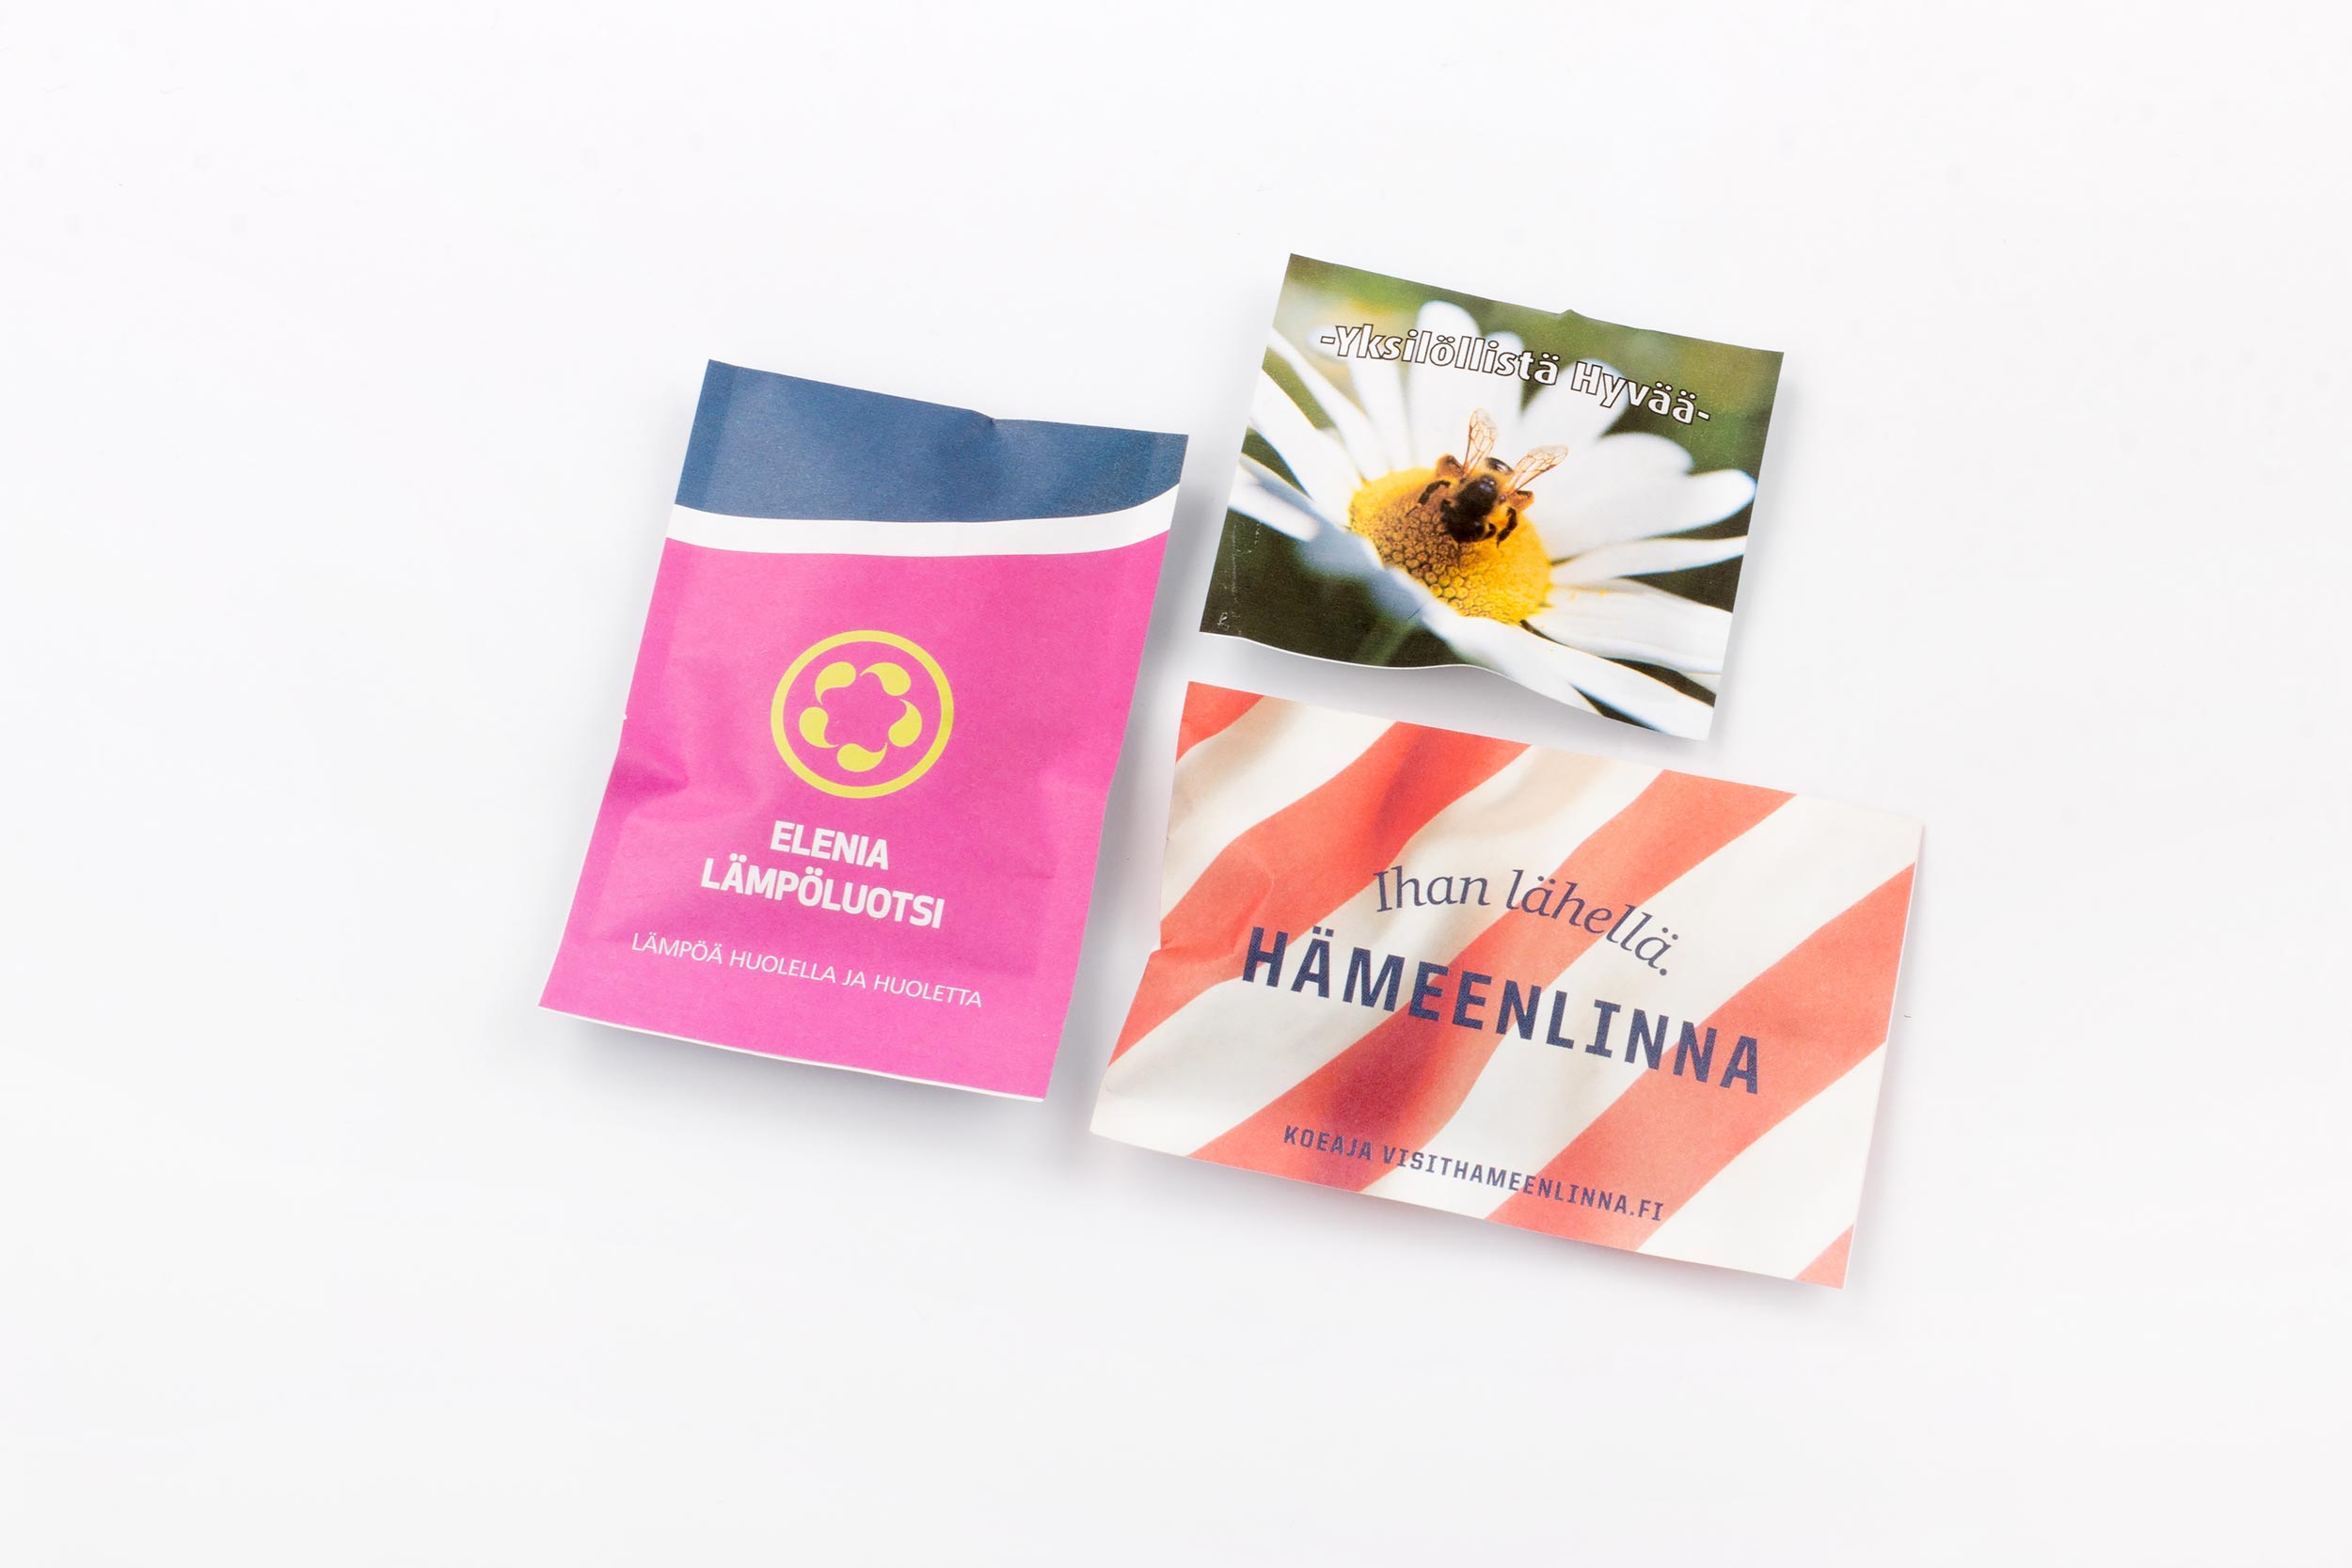 ELENIA
LÄMPÖLUOTSI
LÄMPÖÄ HUOLELLA JA HUOLETTA
-Yksilöllistä Hyvää-
Ihan lähellä.
HÄMEENLINNA
KOEAJA VISITHAMEENLINNA.FI